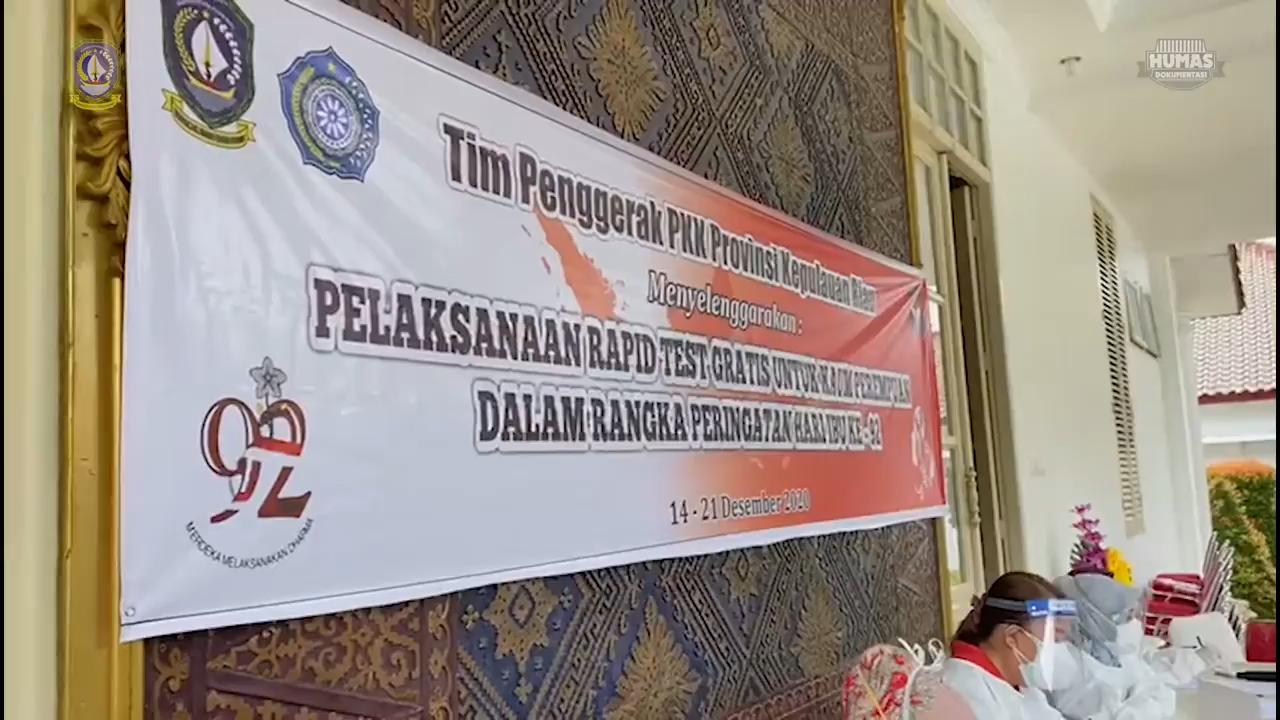 HUMAS
DOKUMENTASI
Tim Penggerak PKK Provinsi Kepulauan Riau
Menyelenggarakan :
PELAKSANAAN RAPID TEST GRATIS UNTUK KAUM PEREMPUAN
DALAM RANGKA PERINGATAN HARI IBU KE - 92
14 - 21 Desember 2020
92
MERDEKA MELAKSANAKAN DHARMA